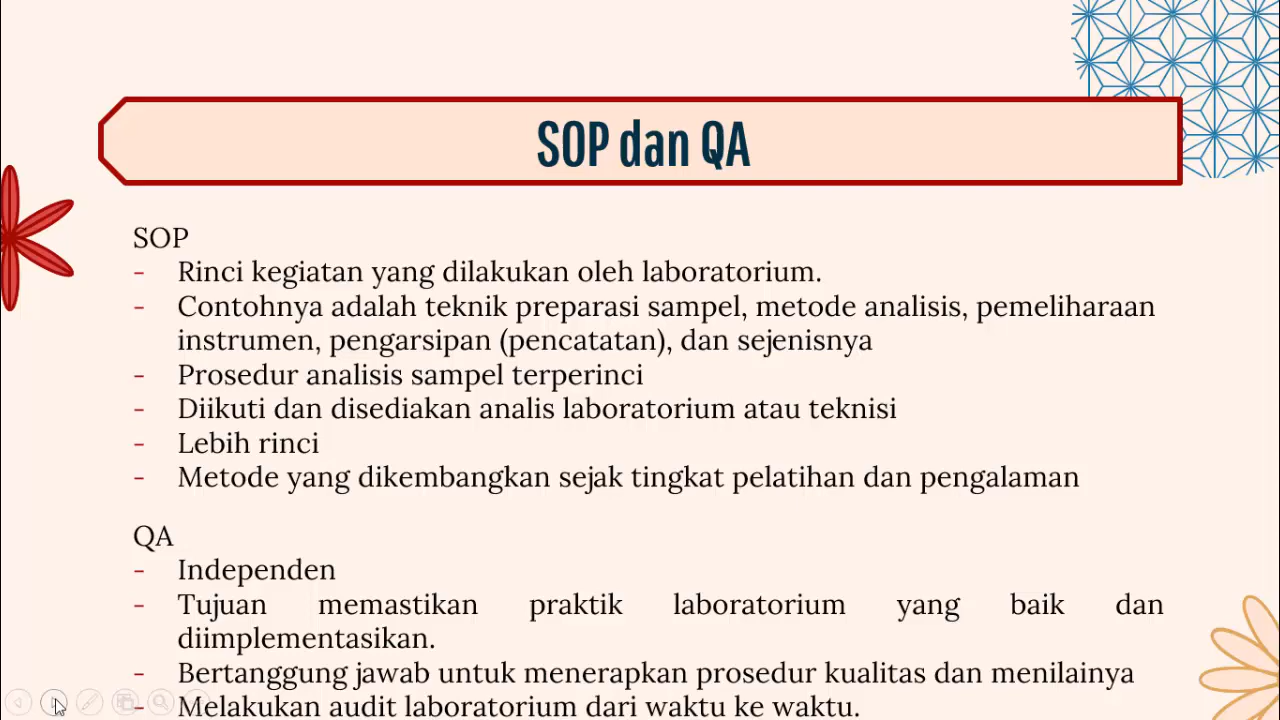 SOP dan QA
SOP
- Rinci kegiatan yang dilakukan oleh laboratorium.
- Contohnya adalah teknik preparasi sampel, metode analisis, pemeliharaan
instrumen, pengarsipan (pencatatan), dan sejenisnya
- Prosedur analisis sampel terperinci
- Diikuti dan disediakan analis laboratorium atau teknisi
- Lebih rinci
- Metode yang dikembangkan sejak tingkat pelatihan dan pengalaman
QA
- Independen
- Tujuan memastikan praktik laboratorium yang baik dan
diimplementasikan.
- Bertanggung jawab untuk menerapkan prosedur kualitas dan menilainya
- Melakukan audit laboratorium dari waktu ke waktu.